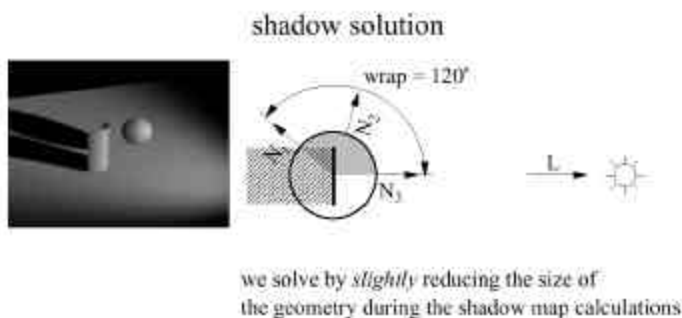 shadow solution
wrap = 120°
N₂
N₁
N₃
L
we solve by slightly reducing the size of
the geometry during the shadow map calculations